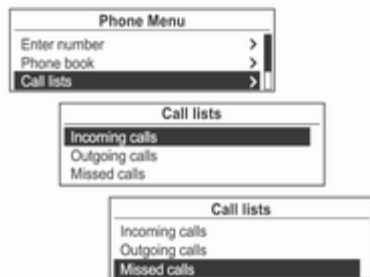 Phone Menu
Enter number >
Phone book >
Call lists >
Call lists
Incoming calls
Outgoing calls
Missed calls
Call lists
Incoming calls
Outgoing calls
Missed calls